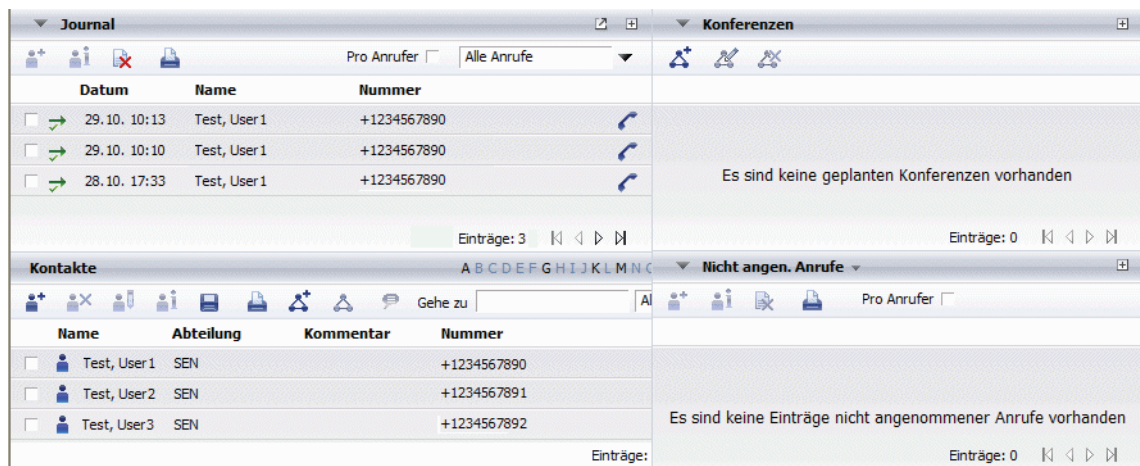 Journal
Pro Anrufer Alle Anrufe
Datum Name Nummer
29.10. 10:13 Test, User1 +1234567890
29.10. 10:10 Test, User1 +1234567890
28.10. 17:33 Test, User1 +1234567890
Einträge: 3
Kontakte A B C D E F G H I J K L M N
Gehe zu Al
Name Abteilung Kommentar Nummer
Test, User1 SEN +1234567890
Test, User2 SEN +1234567891
Test, User3 SEN +1234567892
Einträge:
Konferenzen
Es sind keine geplanten Konferenzen vorhanden
Einträge: 0
Nicht angen. Anrufe
Pro Anrufer
Es sind keine Einträge nicht angenommener Anrufe vorhanden
Einträge: 0